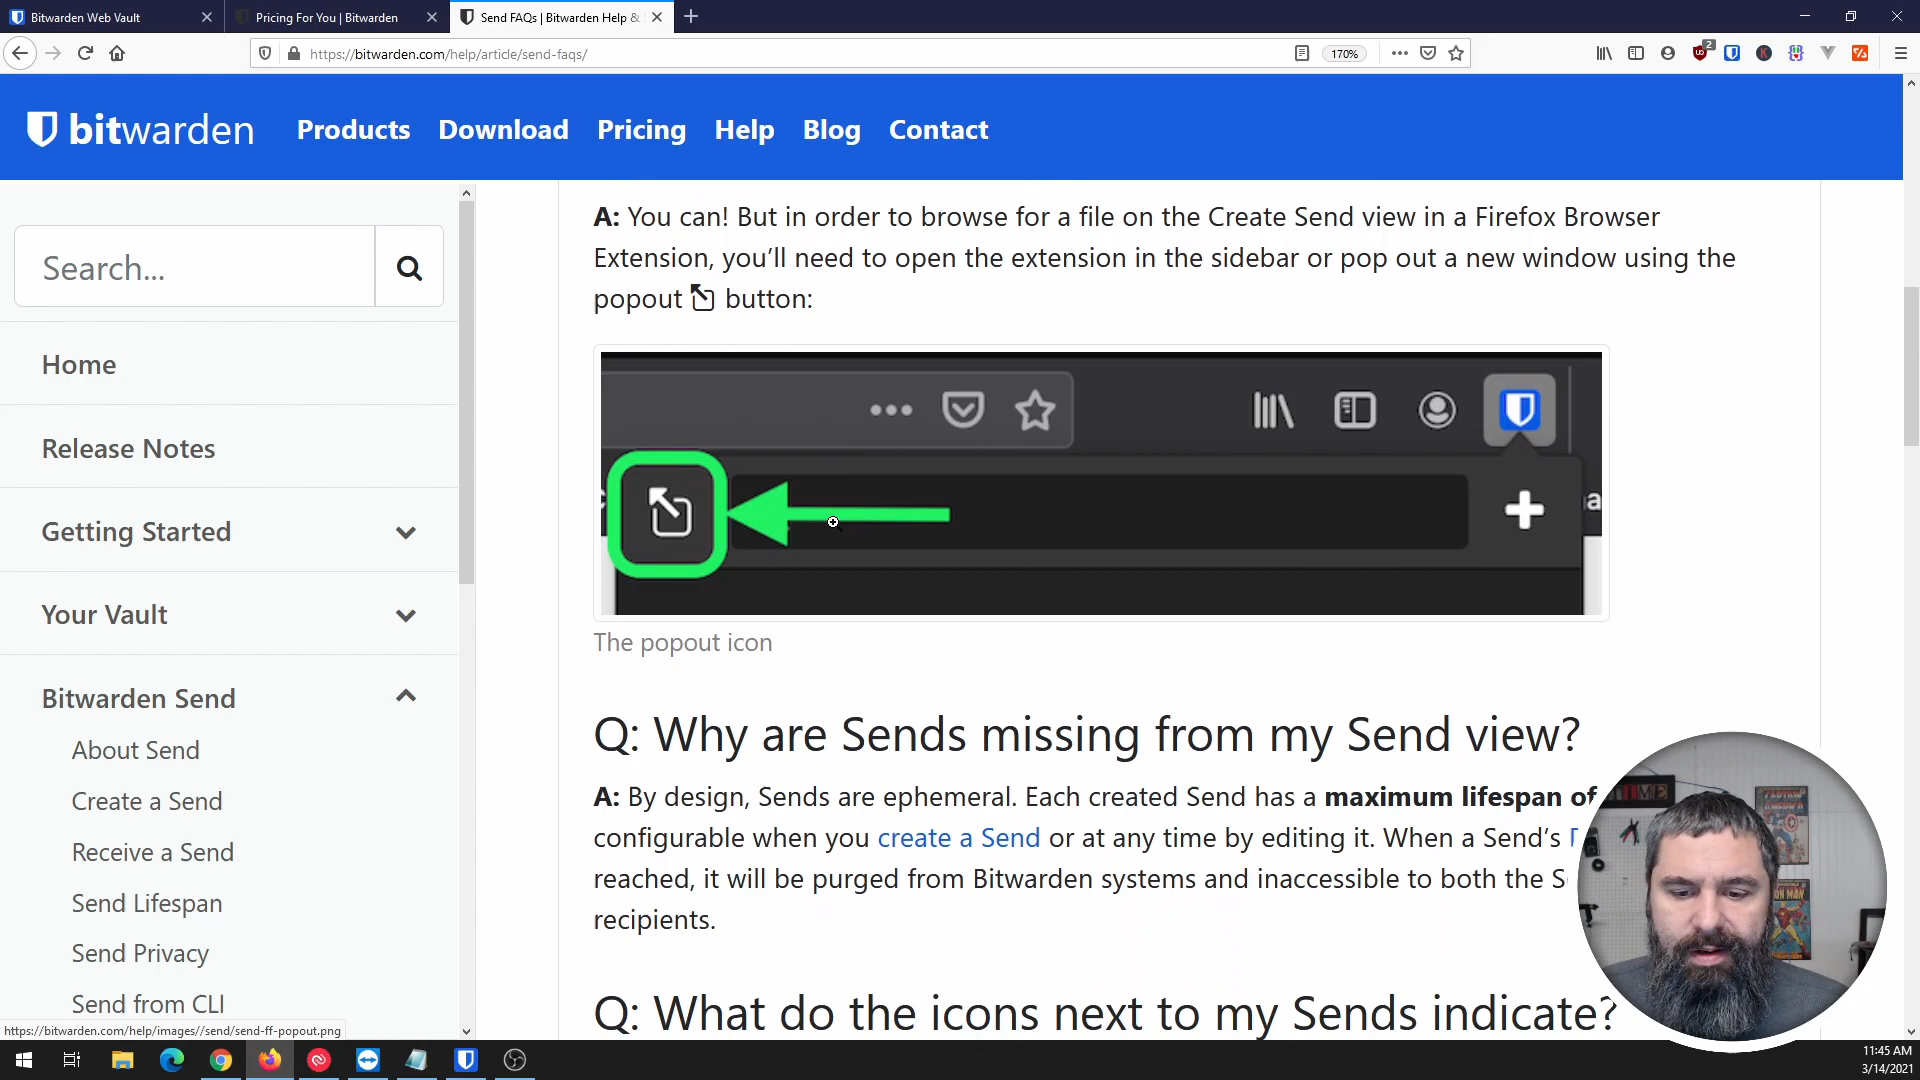 Bitwarden Web Vault
Pricing For You | Bitwarden
Send FAQs | Bitwarden Help &
https://bitwarden.com/help/article/send-faqs/
170%
2
bitwarden
Products
Download
Pricing
Help
Blog
Contact
Search...
Home
Release Notes
Getting Started
Your Vault
Bitwarden Send
About Send
Create a Send
Receive a Send
Send Lifespan
Send Privacy
Send from CLI
https://bitwarden.com/help/images//send/send-ff-popout.png
A: You can! But in order to browse for a file on the Create Send view in a Firefox Browser
Extension, you’ll need to open the extension in the sidebar or pop out a new window using the
popout button:
The popout icon
Q: Why are Sends missing from my Send view?
A: By design, Sends are ephemeral. Each created Send has a maximum lifespan of
configurable when you create a Send or at any time by editing it. When a Send’s
reached, it will be purged from Bitwarden systems and inaccessible to both the
recipients.
Q: What do the icons next to my Sends indicate?
11:45 AM
3/14/2021